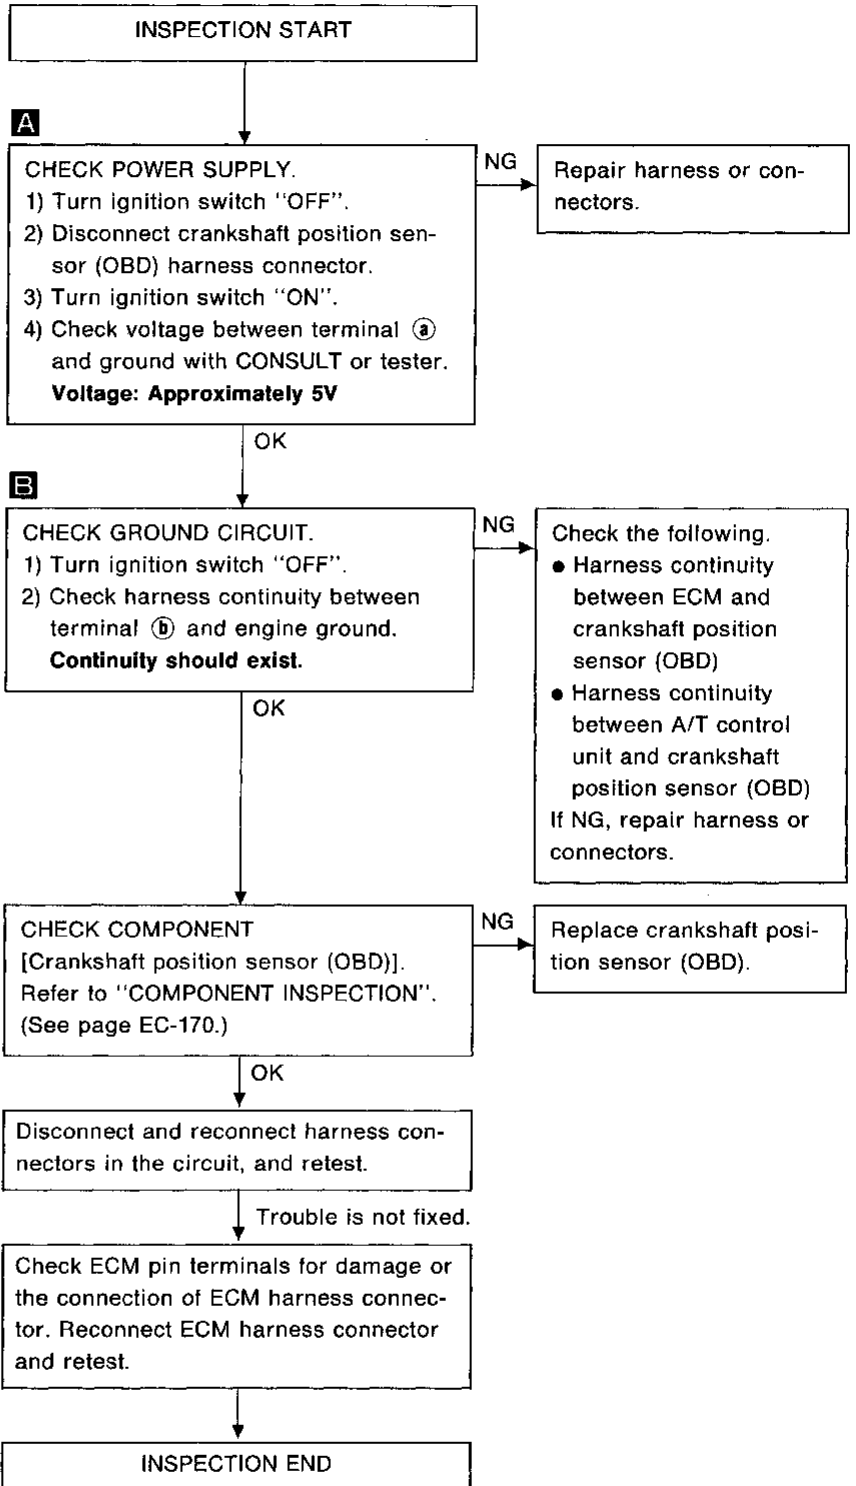 INSPECTION START
A
CHECK POWER SUPPLY.
1) Turn ignition switch "OFF".
2) Disconnect crankshaft position sen-
sor (OBD) harness connector.
3) Turn ignition switch "ON".
4) Check voltage between terminal ⓐ
and ground with CONSULT or tester.
Voltage: Approximately 5V
NG
Repair harness or con-
nectors.
OK
B
CHECK GROUND CIRCUIT.
1) Turn ignition switch "OFF".
2) Check harness continuity between
terminal ⓑ and engine ground.
Continuity should exist.
NG
Check the following.
● Harness continuity
between ECM and
crankshaft position
sensor (OBD)
● Harness continuity
between A/T control
unit and crankshaft
position sensor (OBD)
If NG, repair harness or
connectors.
OK
CHECK COMPONENT
[Crankshaft position sensor (OBD)].
Refer to "COMPONENT INSPECTION".
(See page EC-170.)
NG
Replace crankshaft posi-
tion sensor (OBD).
OK
Disconnect and reconnect harness con-
nectors in the circuit, and retest.
Trouble is not fixed.
Check ECM pin terminals for damage or
the connection of ECM harness connec-
tor. Reconnect ECM harness connector
and retest.
INSPECTION END